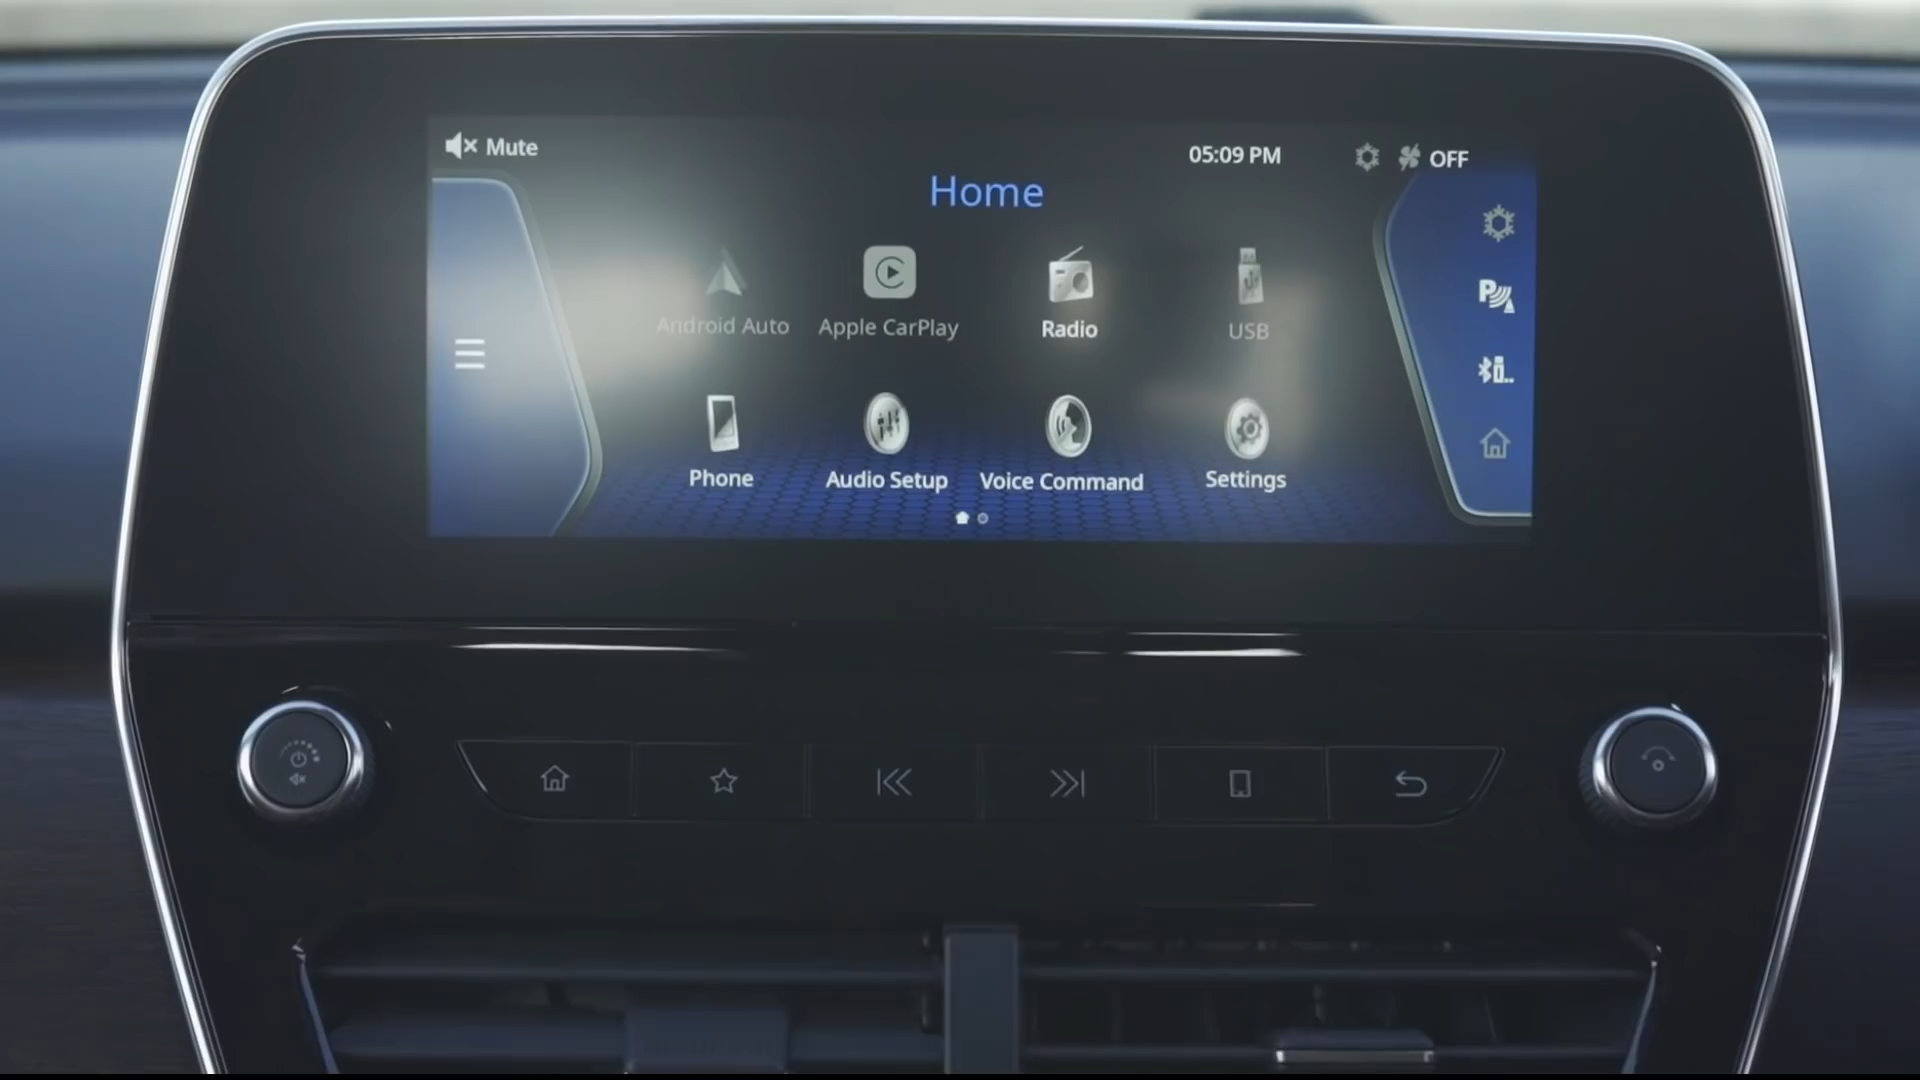 Mute
05:09 PM
OFF
Home
Android Auto
Apple CarPlay
Radio
USB
Phone
Audio Setup
Voice Command
Settings